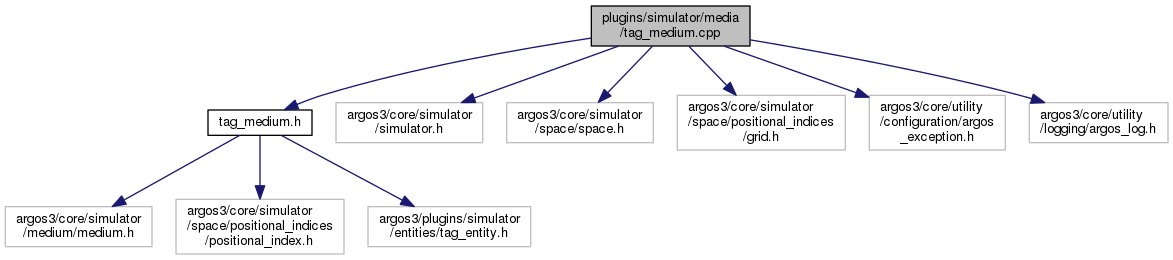 plugins/simulator/media
/tag_medium.cpp
tag_medium.h
argos3/core/simulator
/simulator.h
argos3/core/simulator
/space/space.h
argos3/core/simulator
/space/positional_indices
/grid.h
argos3/core/utility
/configuration/argos
_exception.h
argos3/core/utility
/logging/argos_log.h
argos3/core/simulator
/medium/medium.h
argos3/core/simulator
/space/positional_indices
/positional_index.h
argos3/plugins/simulator
/entities/tag_entity.h